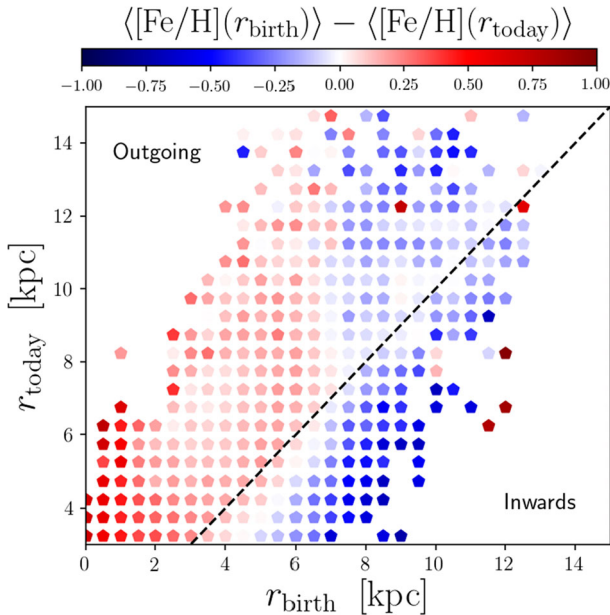 ⟨[Fe/H](r_birth)⟩ − ⟨[Fe/H](r_today)⟩
−1.00 −0.75 −0.50 −0.25 0.00 0.25 0.50 0.75 1.00
Outgoing
14
12
10
8
6
4
r_today [kpc]
Inwards
0 2 4 6 8 10 12 14
r_birth [kpc]